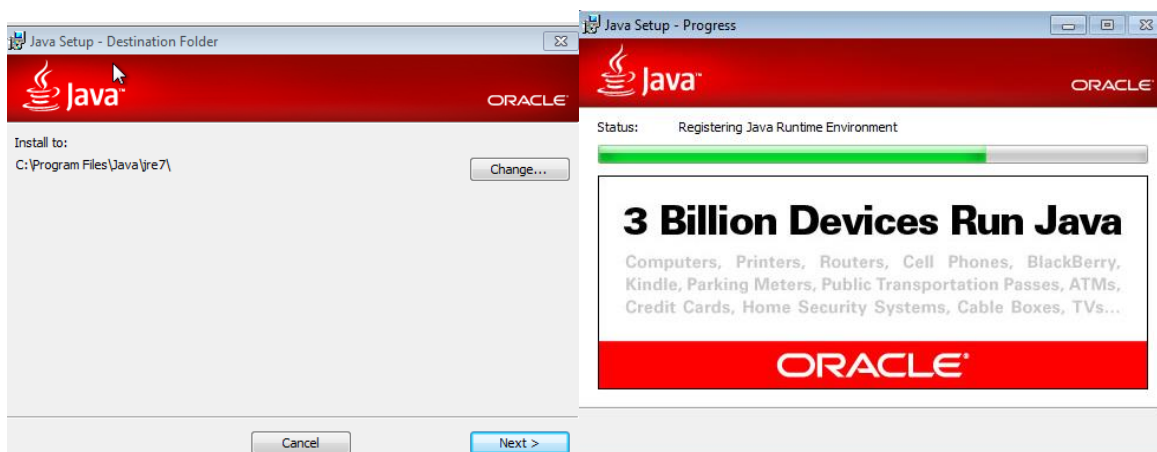 Java Setup - Destination Folder
Java™
ORACLE
Install to:
C:\Program Files\Java\jre7\
Change...
Cancel
Next >
Java Setup - Progress
Java™
ORACLE
Status: Registering Java Runtime Environment
3 Billion Devices Run Java
Computers, Printers, Routers, Cell Phones, BlackBerry,
Kindle, Parking Meters, Public Transportation Passes, ATMs,
Credit Cards, Home Security Systems, Cable Boxes, TVs...
ORACLE®